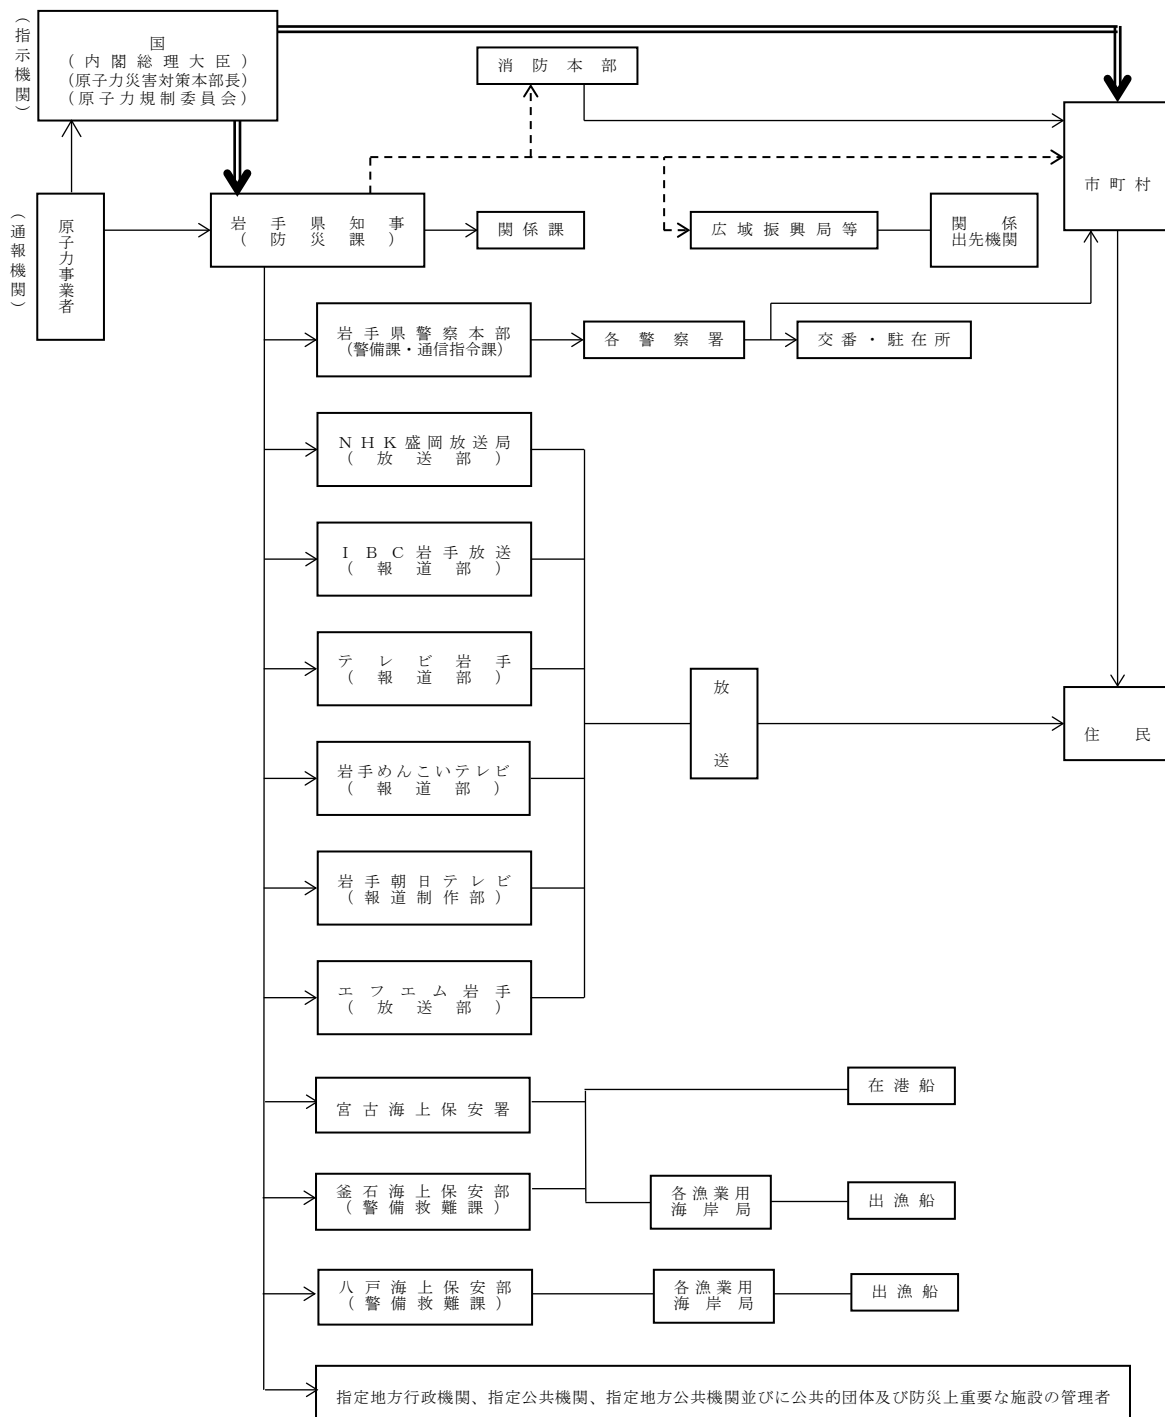 （指示機関）
国
（内閣総理大臣）
（原子力災害対策本部長）
（原子力規制委員会）
消防本部
市町村
（通報機関）
原子力事業者
岩手県知事
（防災課）
関係課
広域振興局等
関係
出先機関
岩手県警察本部
（警備課・通信指令課）
各警察署
交番・駐在所
ＮＨＫ盛岡放送局
（放送部）
ＩＢＣ岩手放送
（報道部）
テレビ岩手
（報道部）
放送
住民
岩手めんこいテレビ
（報道部）
岩手朝日テレビ
（報道制作部）
エフエム岩手
（放送部）
宮古海上保安署
在港船
釜石海上保安部
（警備救難課）
各漁業用
海岸局
出漁船
八戸海上保安部
（警備救難課）
各漁業用
海岸局
出漁船
指定地方行政機関、指定公共機関、指定地方公共機関並びに公共的団体及び防災上重要な施設の管理者